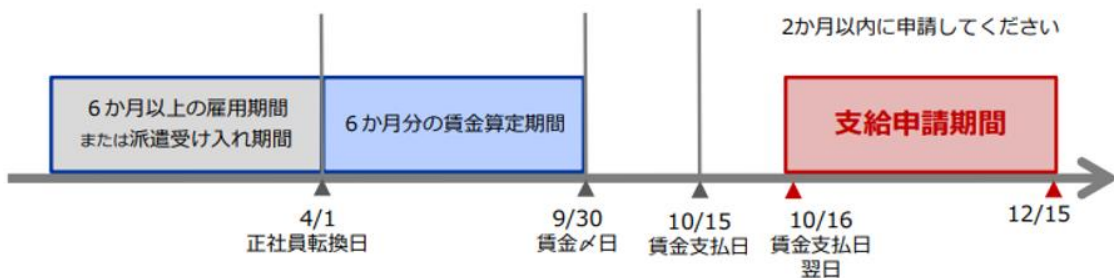 2か月以内に申請してください
6か月以上の雇用期間
または派遣受け入れ期間
6か月分の賃金算定期間
支給申請期間
4/1
正社員転換日
9/30
賃金〆日
10/15
賃金支払日
10/16
賃金支払日
翌日
12/15